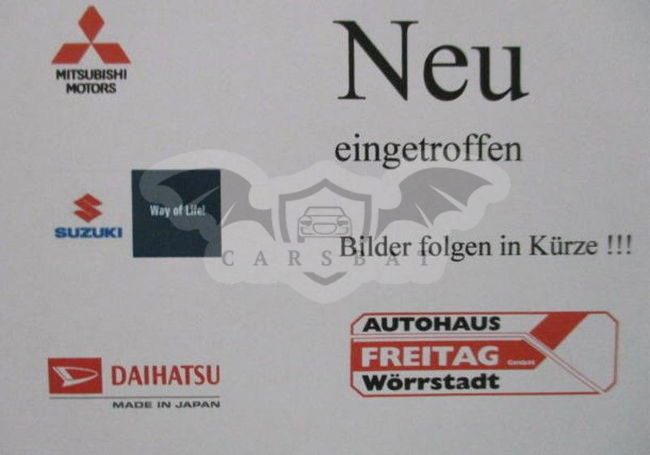 MITSUBISHI
MOTORS
Neu
eingetroffen
SUZUKI
Way of Life!
Bilder folgen in Kürze !!!
CARSBAT
DAIHATSU
MADE IN JAPAN
AUTOHAUS
FREITAG
Wörrstadt